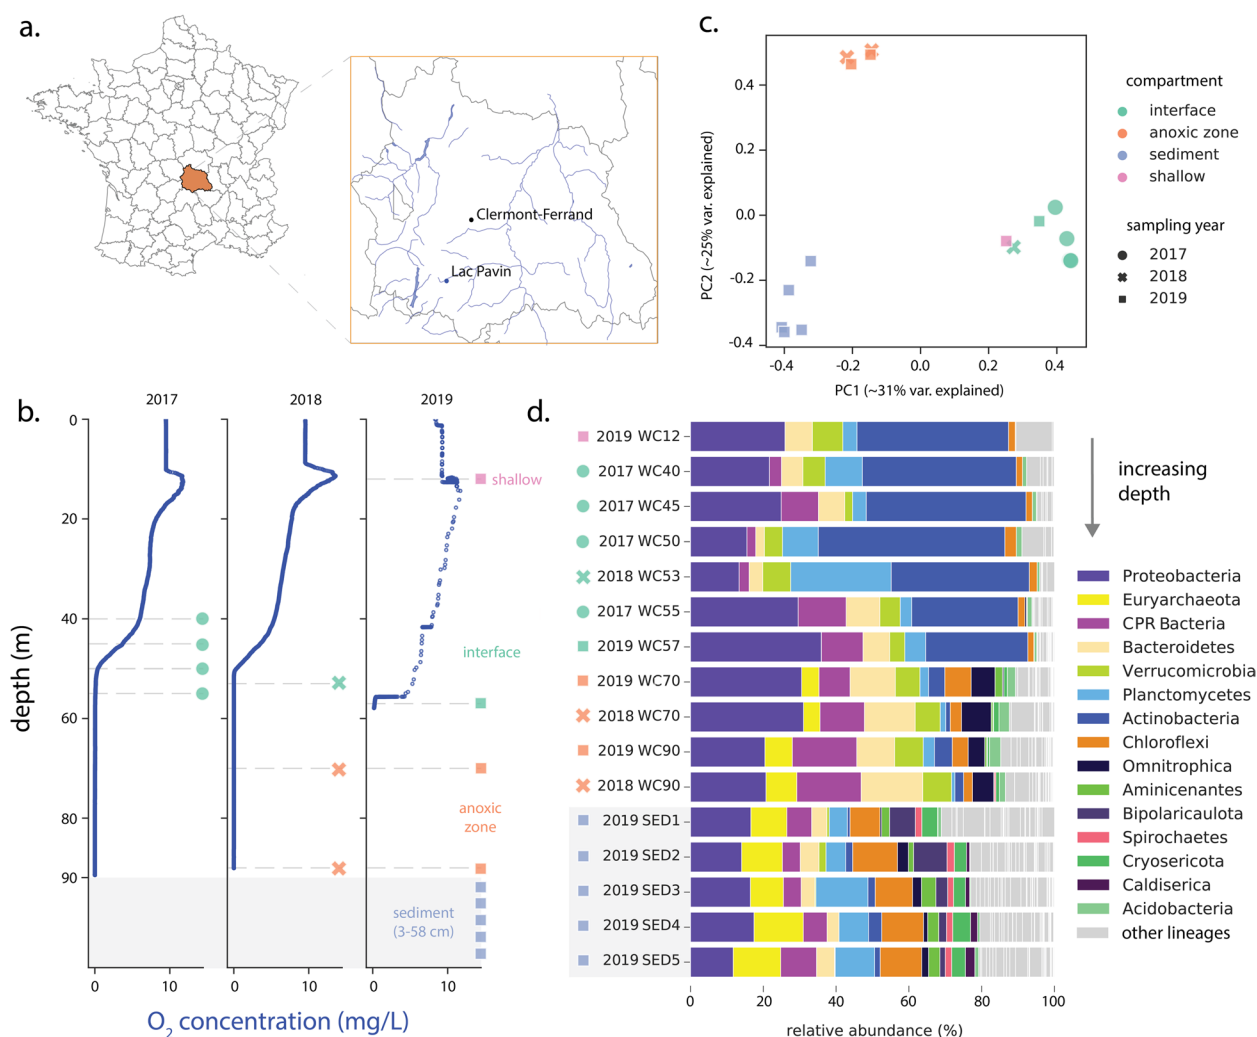 a.
Clermont-Ferrand
Lac Pavin
c.
0.4
0.2
0.0
-0.2
-0.4
-0.4
-0.2
0.0
0.2
0.4
PC2 (~25% var. explained)
PC1 (~31% var. explained)
compartment
interface
anoxic zone
sediment
shallow
sampling year
2017
2018
2019
b.
2017
2018
2019
0
20
40
60
80
90
depth (m)
shallow
interface
anoxic
zone
sediment
(3-58 cm)
0
10
0
10
0
10
O2 concentration (mg/L)
d.
2019 WC12
2017 WC40
2017 WC45
2017 WC50
2018 WC53
2017 WC55
2019 WC57
2019 WC70
2018 WC70
2019 WC90
2018 WC90
2019 SED1
2019 SED2
2019 SED3
2019 SED4
2019 SED5
0
20
40
60
80
100
relative abundance (%)
increasing
depth
Proteobacteria
Euryarchaeota
CPR Bacteria
Bacteroidetes
Verrucomicrobia
Planctomycetes
Actinobacteria
Chloroflexi
Omnitrophica
Aminicenantes
Bipolaricaulota
Spirochaetes
Cryosericota
Caldiserica
Acidobacteria
other lineages